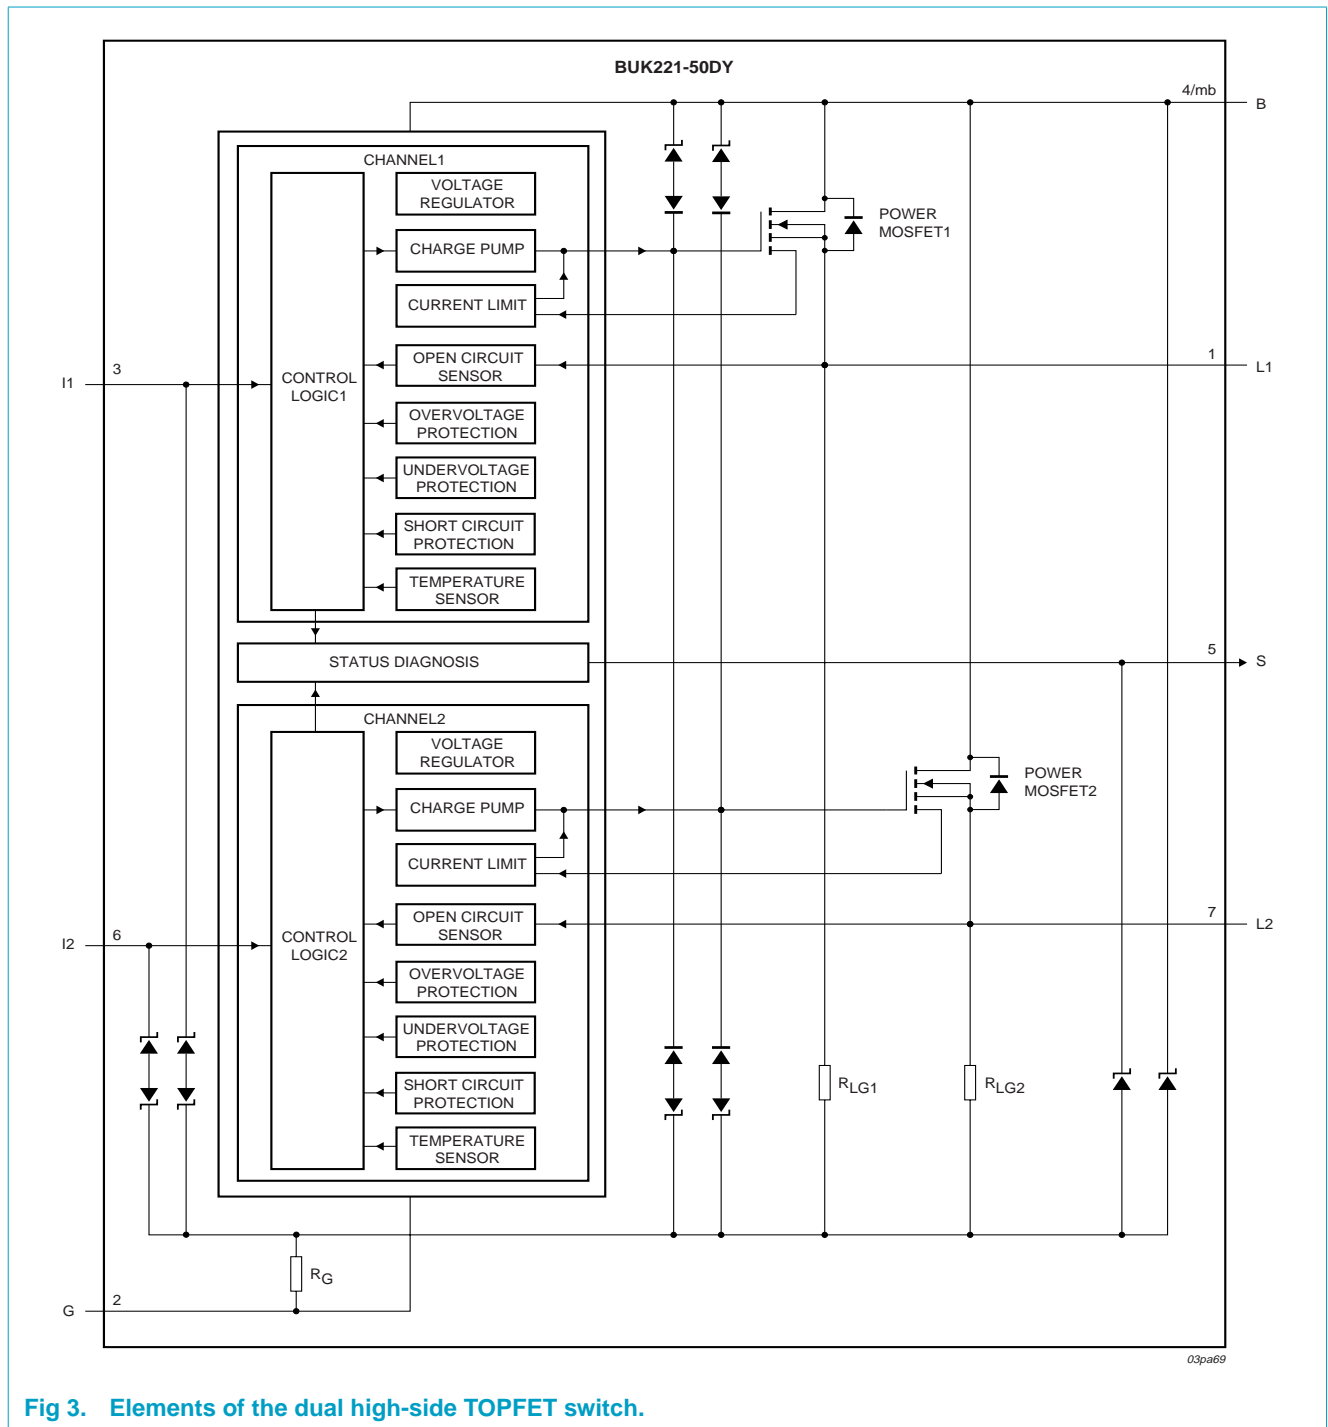 BUK221-50DY
4/mb
B
CHANNEL1
VOLTAGE
REGULATOR
POWER
MOSFET1
CHARGE PUMP
CURRENT LIMIT
OPEN CIRCUIT
SENSOR
1
L1
I1
3
CONTROL
LOGIC1
OVERVOLTAGE
PROTECTION
UNDERVOLTAGE
PROTECTION
SHORT CIRCUIT
PROTECTION
TEMPERATURE
SENSOR
STATUS DIAGNOSIS
5
S
CHANNEL2
VOLTAGE
REGULATOR
POWER
MOSFET2
CHARGE PUMP
CURRENT LIMIT
OPEN CIRCUIT
SENSOR
7
L2
I2
6
CONTROL
LOGIC2
OVERVOLTAGE
PROTECTION
UNDERVOLTAGE
PROTECTION
SHORT CIRCUIT
PROTECTION
TEMPERATURE
SENSOR
RLG1
RLG2
RG
G
2
03pa69
Fig 3. Elements of the dual high-side TOPFET switch.